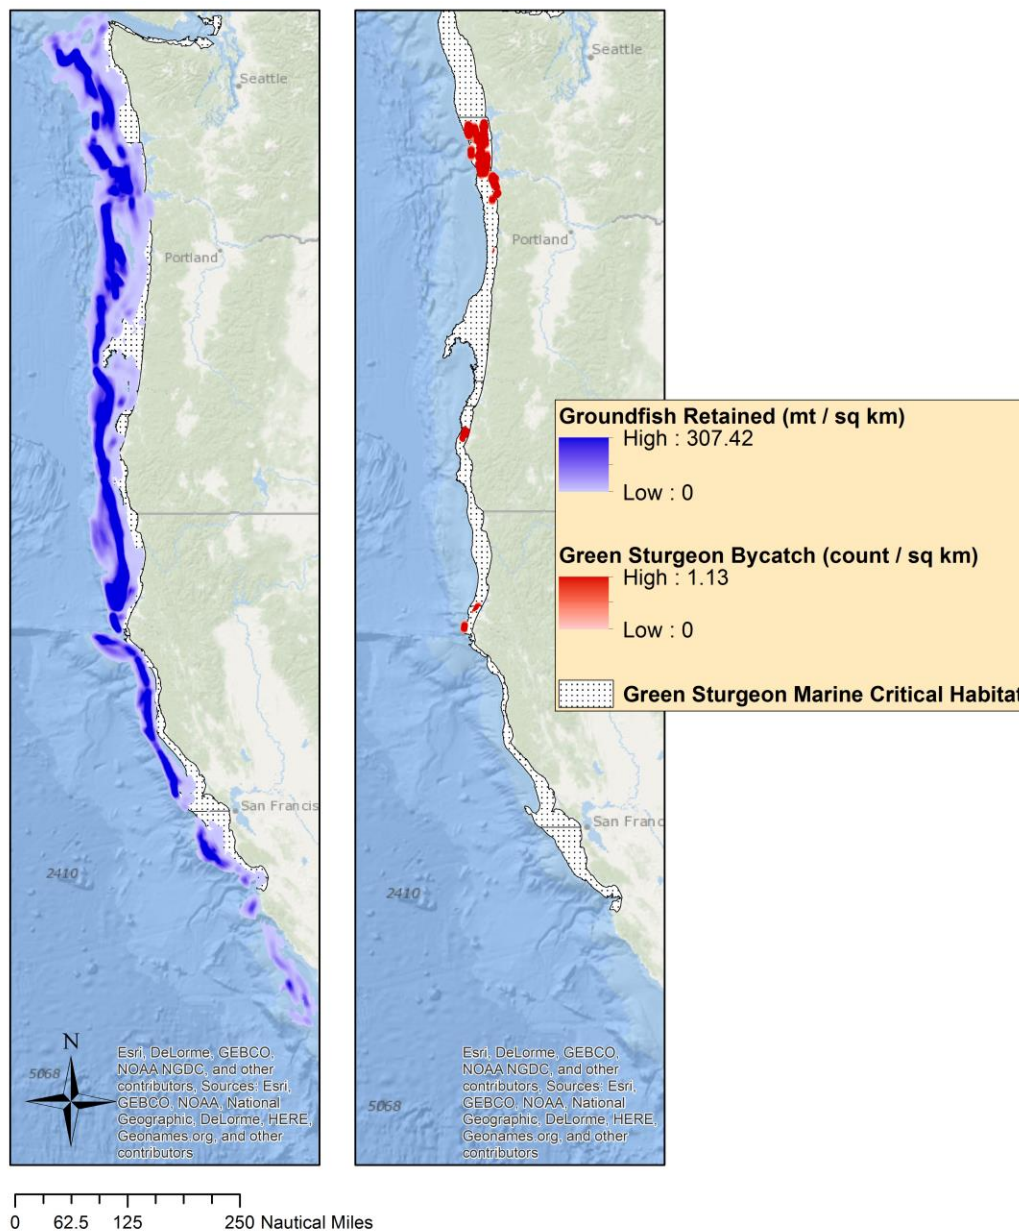 Seattle
Portland
San Francis
2410
5068
N
Esri, DeLorme, GEBCO,
NOAA NGDC, and other
contributors, Sources: Esri,
GEBCO, NOAA, National
Geographic, DeLorme, HERE,
Geonames.org, and other
contributors
Seattle
Portland
San Franc
2410
5068
Esri, DeLorme, GEBCO,
NOAA NGDC, and other
contributors, Sources: Esri,
GEBCO, NOAA, National
Geographic, DeLorme, HERE,
Geonames.org, and other
contributors
Groundfish Retained (mt / sq km)
High : 307.42
Low : 0
Green Sturgeon Bycatch (count / sq km)
High : 1.13
Low : 0
Green Sturgeon Marine Critical Habitat
0 62.5 125 250 Nautical Miles